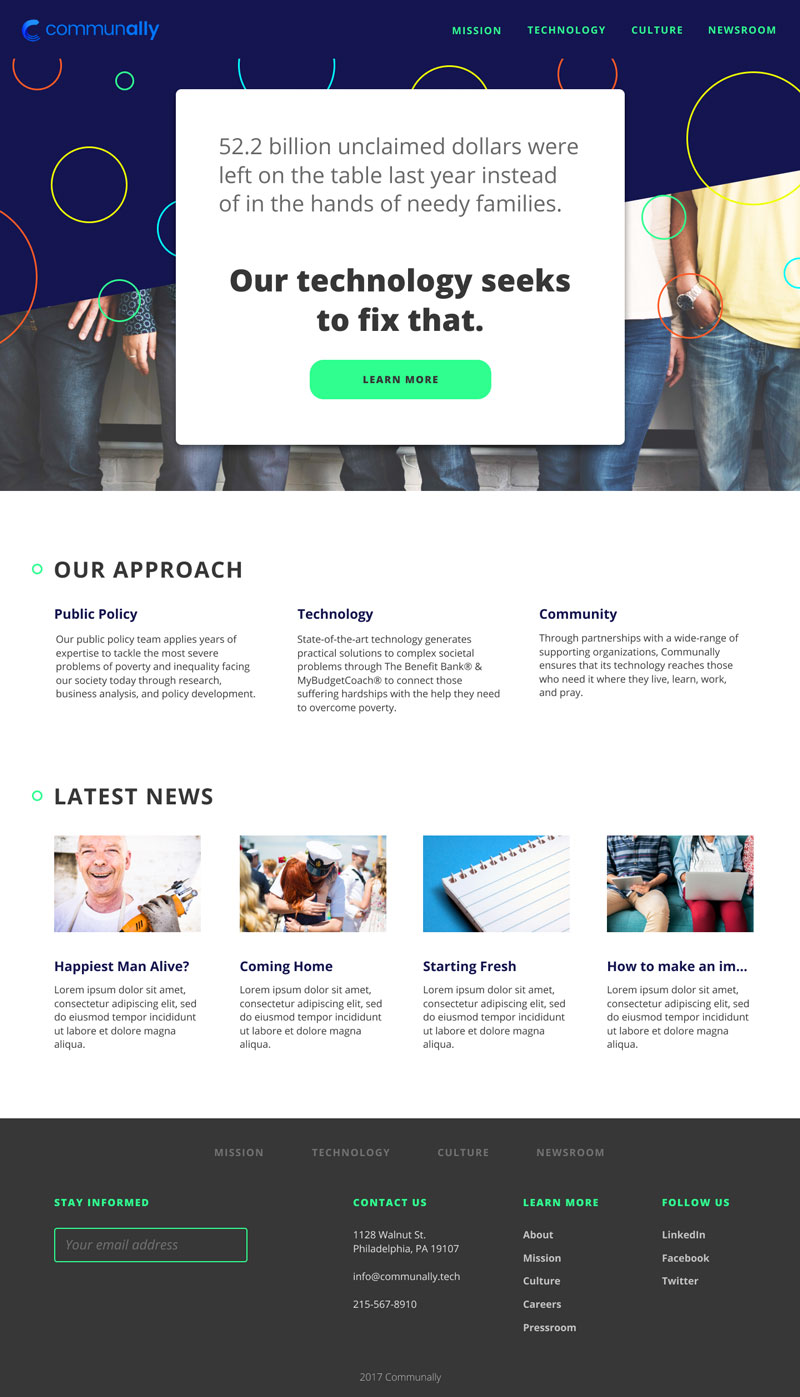 communally
MISSION TECHNOLOGY CULTURE NEWSROOM
52.2 billion unclaimed dollars were
left on the table last year instead
of in the hands of needy families.
Our technology seeks
to fix that.
LEARN MORE
OUR APPROACH
Public Policy
Our public policy team applies years of
expertise to tackle the most severe
problems of poverty and inequality facing
our society today through research,
business analysis, and policy development.
Technology
State-of-the-art technology generates
practical solutions to complex societal
problems through The Benefit Bank® &
MyBudgetCoach® to connect those
suffering hardships with the help they need
to overcome poverty.
Community
Through partnerships with a wide-range of
supporting organizations, Communally
ensures that its technology reaches those
who need it where they live, learn, work,
and pray.
LATEST NEWS
Happiest Man Alive?
Lorem ipsum dolor sit amet,
consectetur adipiscing elit, sed
do eiusmod tempor incididunt
ut labore et dolore magna
aliqua.
Coming Home
Lorem ipsum dolor sit amet,
consectetur adipiscing elit, sed
do eiusmod tempor incididunt
ut labore et dolore magna
aliqua.
Starting Fresh
Lorem ipsum dolor sit amet,
consectetur adipiscing elit, sed
do eiusmod tempor incididunt
ut labore et dolore magna
aliqua.
How to make an im...
Lorem ipsum dolor sit amet,
consectetur adipiscing elit, sed
do eiusmod tempor incididunt
ut labore et dolore magna
aliqua.
MISSION TECHNOLOGY CULTURE NEWSROOM
STAY INFORMED
Your email address
CONTACT US
1128 Walnut St.
Philadelphia, PA 19107
info@communally.tech
215-567-8910
LEARN MORE
About
Mission
Culture
Careers
Pressroom
FOLLOW US
LinkedIn
Facebook
Twitter
2017 Communally